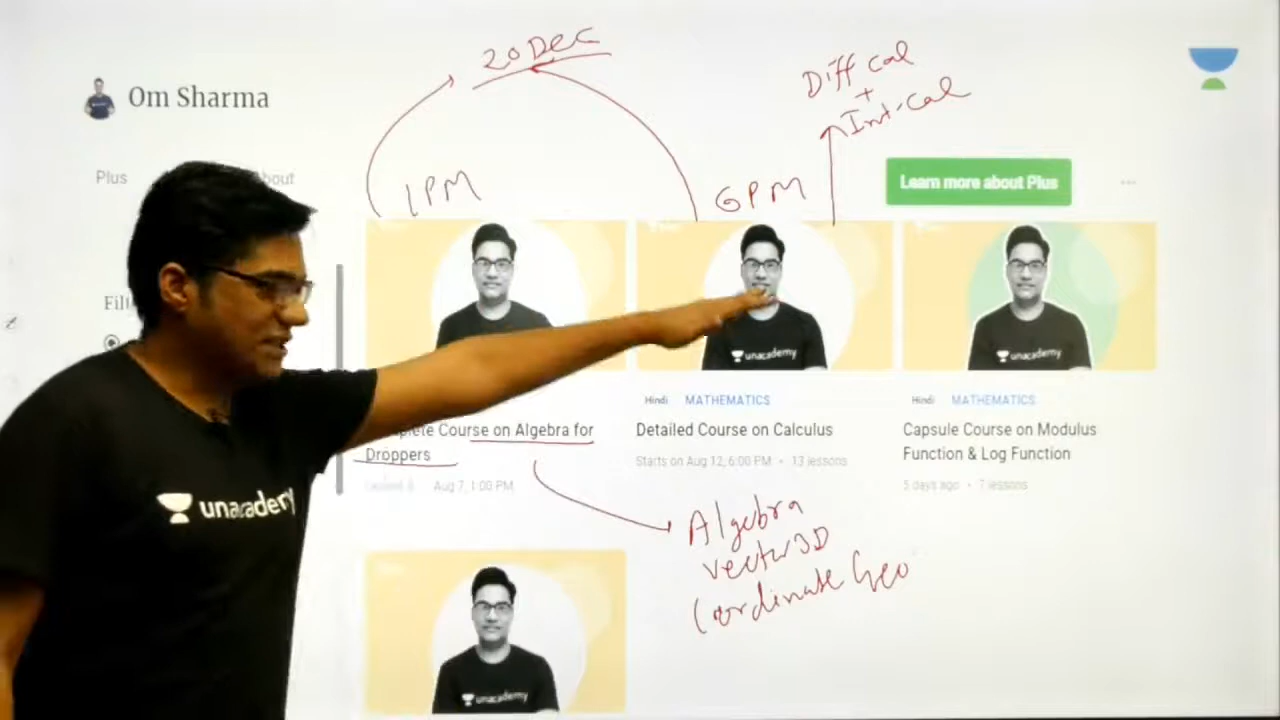 20 Dec
Diff cal
+
Int-cal
Om Sharma
Plus
bout
Learn more about Plus
1PM
6PM
Filt
unacademy
unacademy
Hindi MATHEMATICS
Hindi MATHEMATICS
plete Course on Algebra for
Droppers
Aug 7, 1:00 PM
Detailed Course on Calculus
Starts on Aug 12, 6:00 PM • 13 lessons
Capsule Course on Modulus
Function & Log Function
5 days ago • 7 lessons
unacademy
Algebra
vector 3D
Coordinate Geo
unacademy